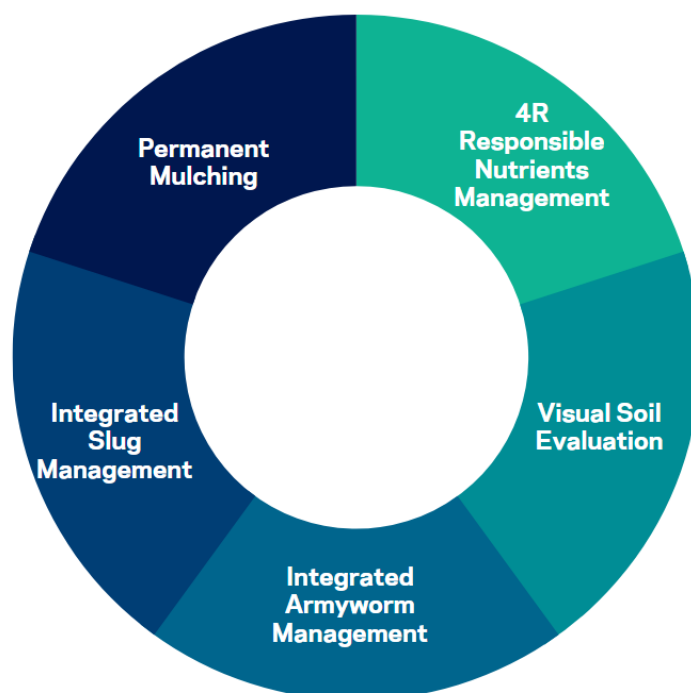 4R
Responsible
Nutrients
Management
Visual Soil
Evaluation
Integrated
Armyworm
Management
Integrated
Slug
Management
Permanent
Mulching